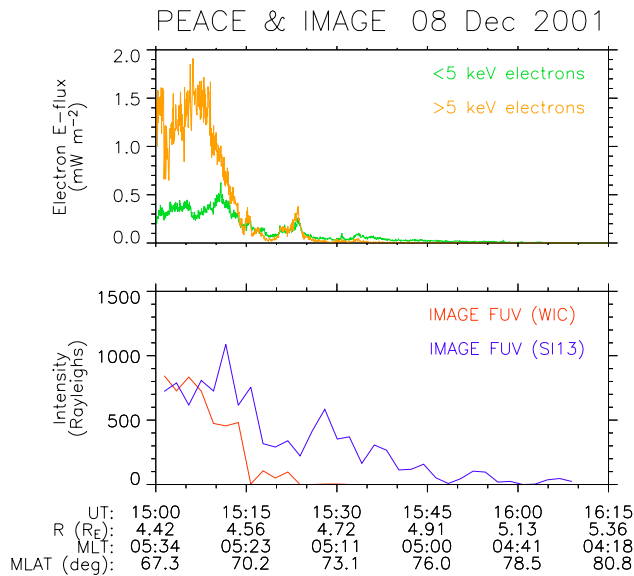 PEACE & IMAGE 08 Dec 2001
2.0
<5 keV electrons
>5 keV electrons
1.5
1.0
0.5
0.0
Electron E-flux
(mW m-2)
1500
IMAGE FUV (WIC)
IMAGE FUV (SI13)
1000
500
0
Intensity
(Rayleighs)
UT: 15:00 15:15 15:30 15:45 16:00 16:15
R (RE): 4.42 4.56 4.72 4.91 5.13 5.36
MLT: 05:34 05:23 05:11 05:00 04:41 04:18
MLAT (deg): 67.3 70.2 73.1 76.0 78.5 80.8